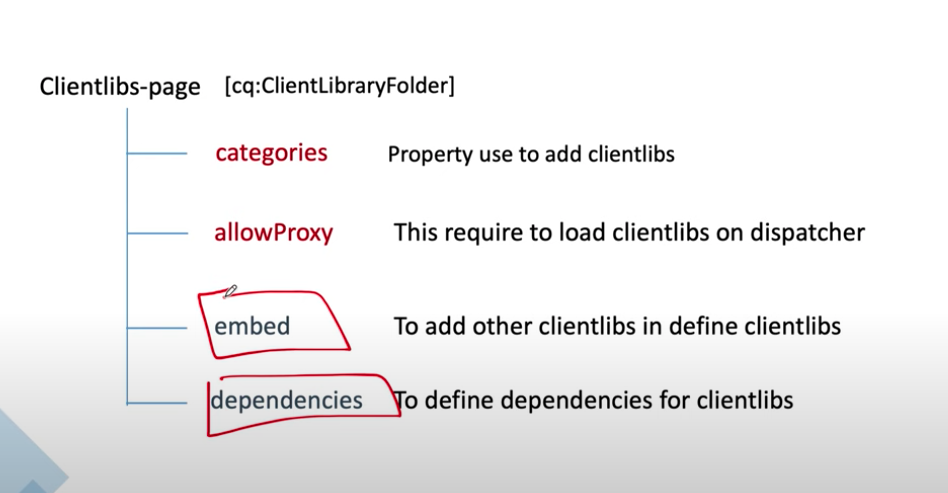 Clientlibs-page [cq:ClientLibraryFolder]
categories Property use to add clientlibs
allowProxy This require to load clientlibs on dispatcher
embed To add other clientlibs in define clientlibs
dependencies To define dependencies for clientlibs